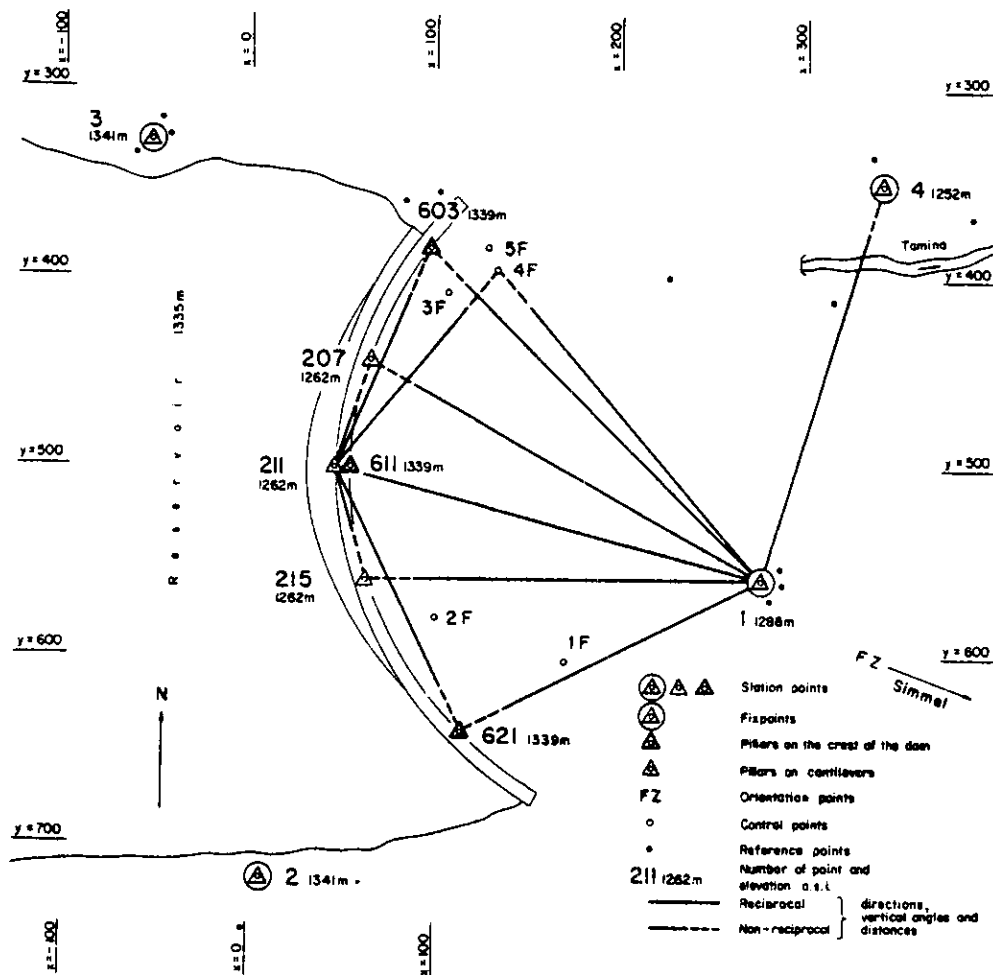 x = -100
x = 0
x = 100
x = 200
x = 300
y = 300
y = 300
3
1341m
4 1252m
603 1339m
Tamina
5F
4F
y = 400
y = 400
3F
Reservoir 1335m
207
1262m
y = 500
y = 500
211
1262m
611 1339m
215
1262m
2F
1 1286m
1F
y = 600
y = 600
FZ
Simmel
N
621 1339m
Station points
Fixpoints
Pillars on the crest of the dam
Pillars on cantilevers
FZ Orientation points
Control points
Reference points
211 1262m Number of point and
elevation a.s.l.
Reciprocal
Non-reciprocal
directions,
vertical angles and
distances
y = 700
2 1341m
x = -100
x = 0
x = 100